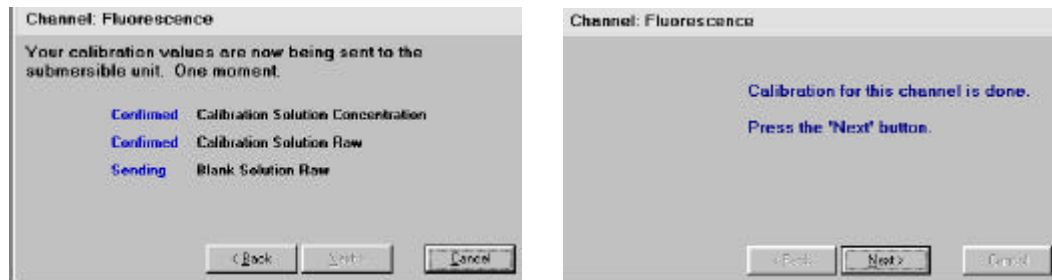 Channel: Fluorescence
Your calibration values are now being sent to the
submersible unit. One moment.
Confirmed Calibration Solution Concentration
Confirmed Calibration Solution Raw
Sending Blank Solution Raw
< Back Next > Cancel
Channel: Fluorescence
Calibration for this channel is done.
Press the 'Next' button.
< Back Next > Cancel